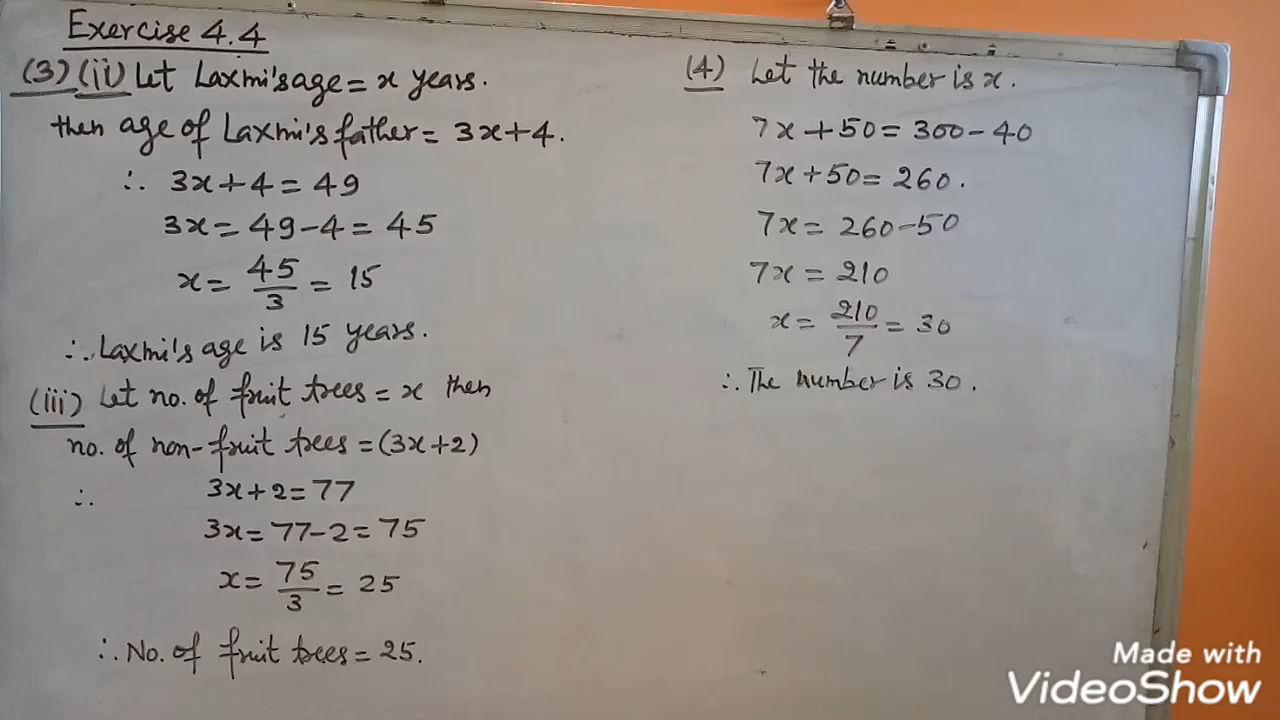 Exercise 4.4
(3) (ii) Let Laxmi's age = x years.
then age of Laxmi's father = 3x+4.
∴ 3x+4 = 49
3x = 49-4 = 45
x = 45/3 = 15
∴ Laxmi's age is 15 years.
(iii) Let no. of fruit trees = x then
no. of non-fruit trees = (3x+2)
∴ 3x+2 = 77
3x = 77-2 = 75
x = 75/3 = 25
∴ No. of fruit trees = 25.
(4) Let the number is x.
7x+50 = 300-40
7x+50 = 260.
7x = 260-50
7x = 210
x = 210/7 = 30
∴ The number is 30.
Made with
VideoShow